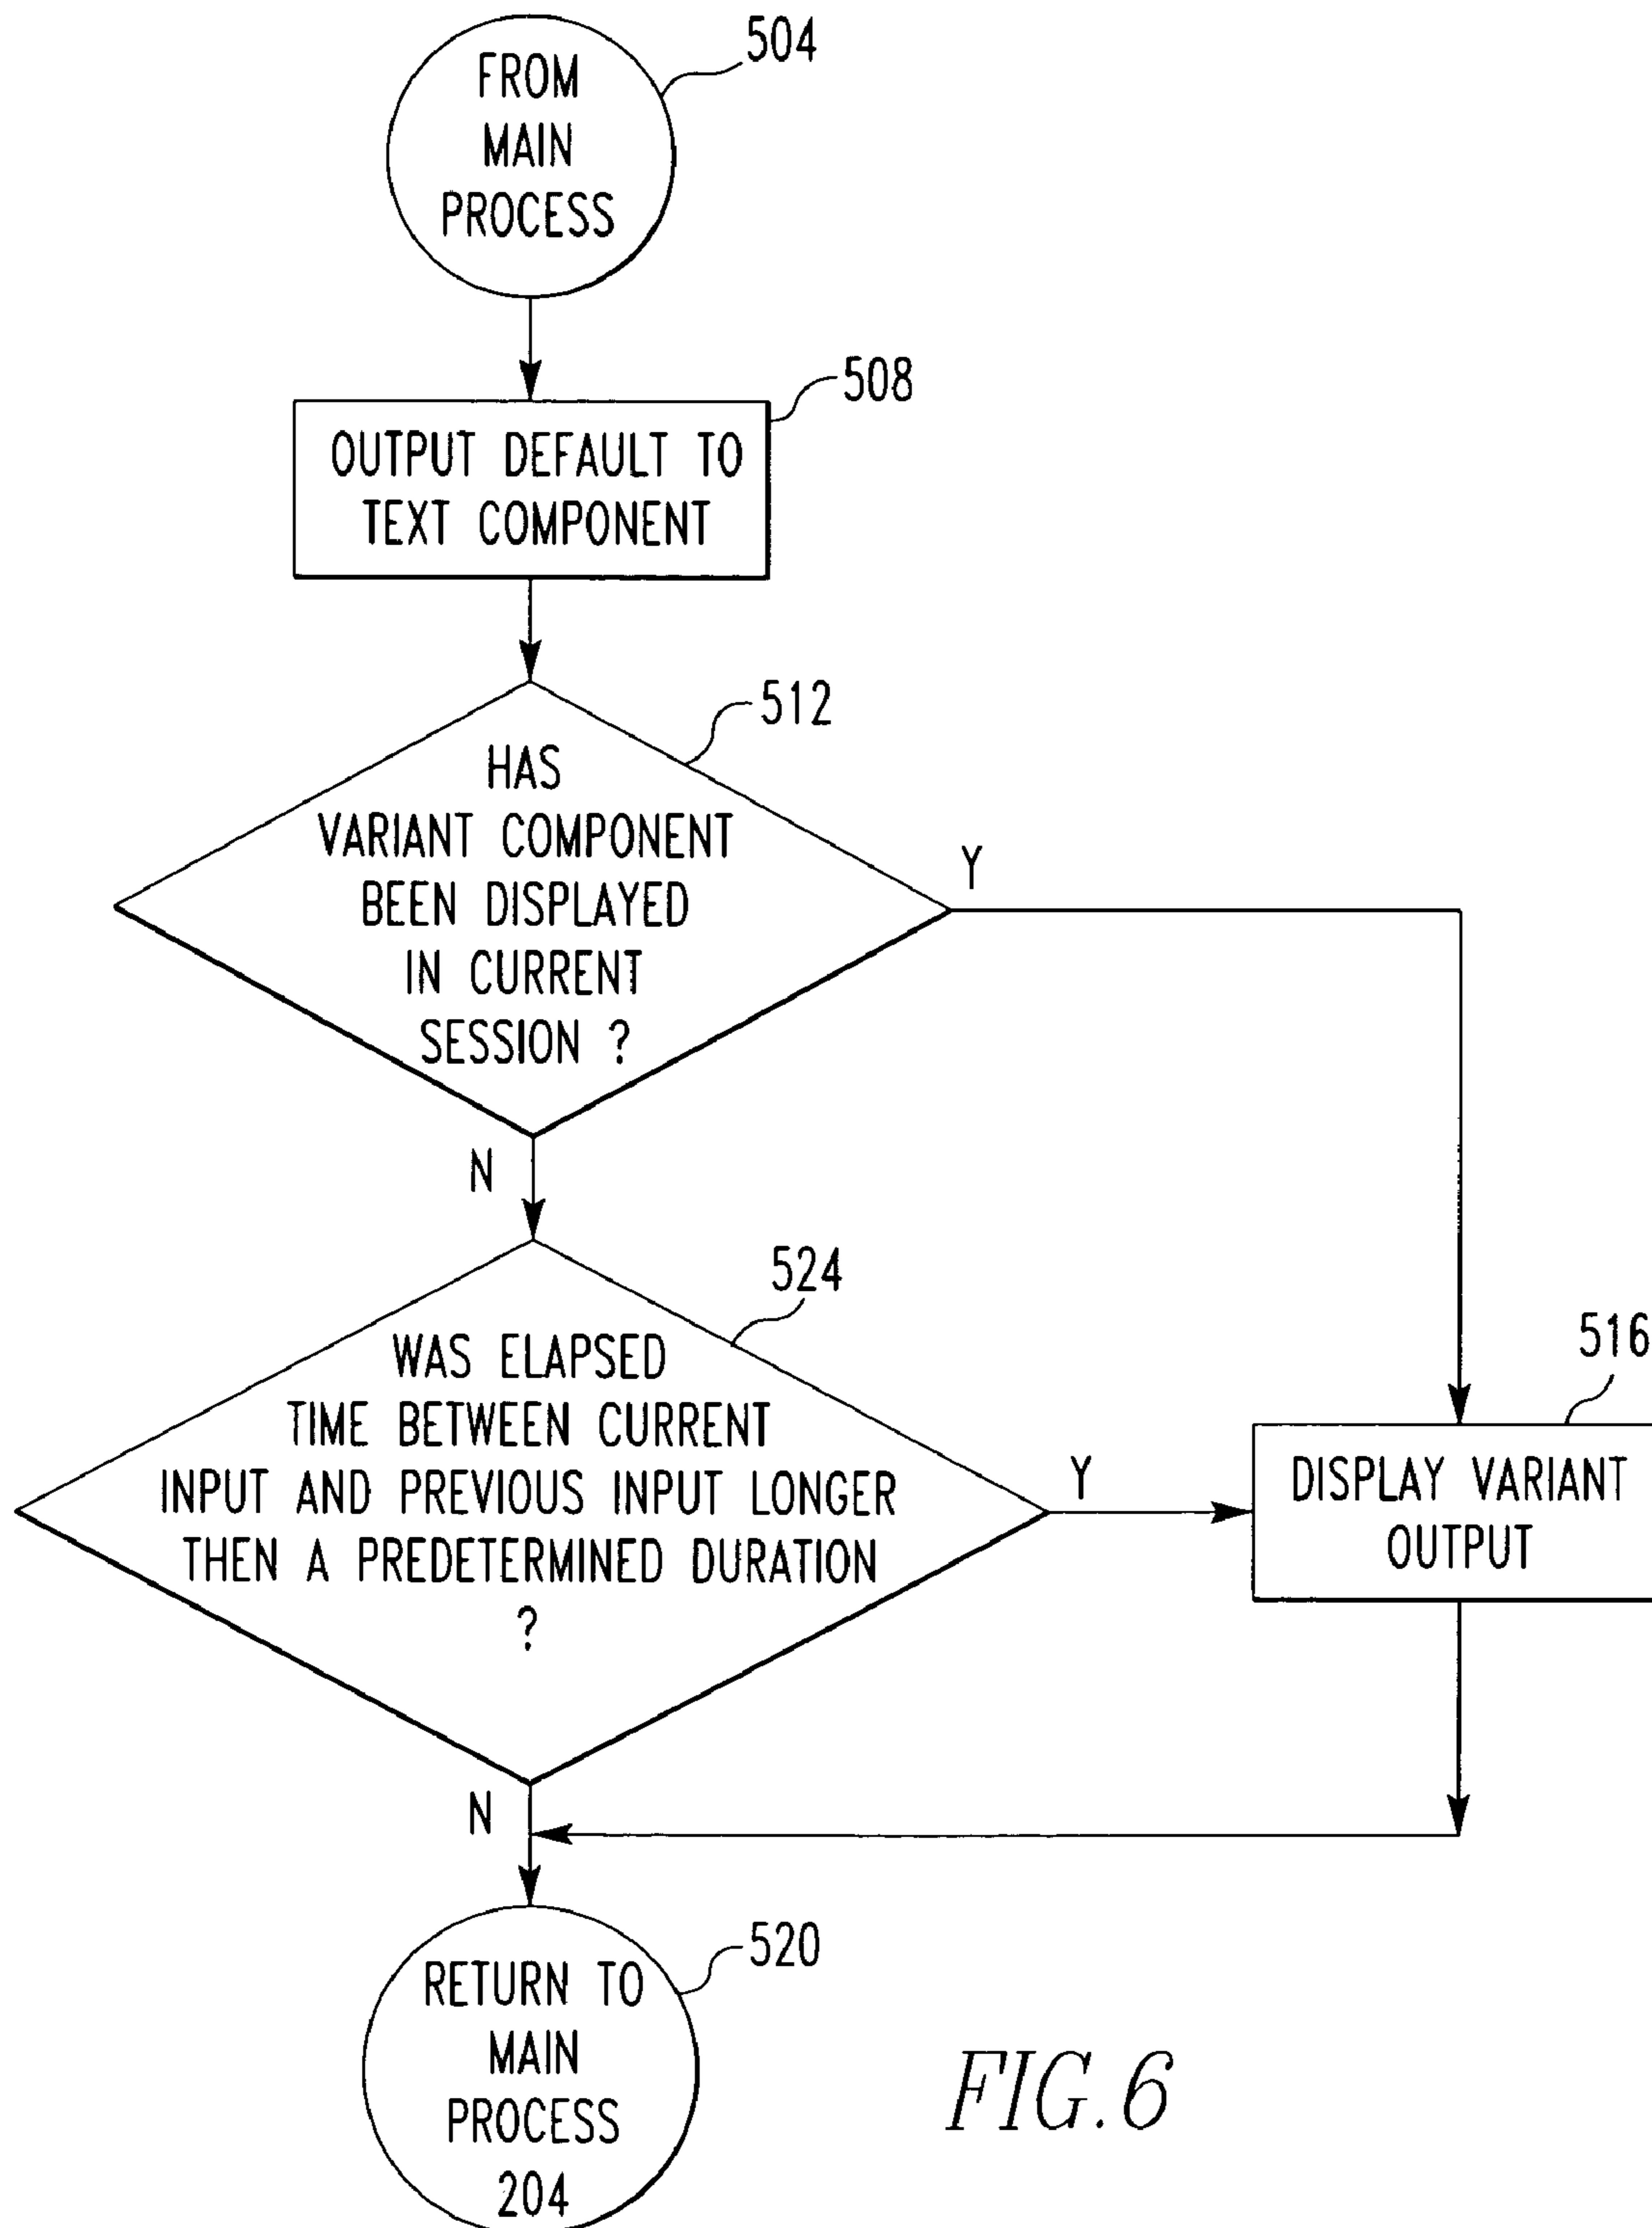 FROM
MAIN
PROCESS
504
OUTPUT DEFAULT TO
TEXT COMPONENT
508
HAS
VARIANT COMPONENT
BEEN DISPLAYED
IN CURRENT
SESSION ?
512
Y
N
WAS ELAPSED
TIME BETWEEN CURRENT
INPUT AND PREVIOUS INPUT LONGER
THEN A PREDETERMINED DURATION
?
524
Y
N
DISPLAY VARIANT
OUTPUT
516
RETURN TO
MAIN
PROCESS
204
520
FIG. 6